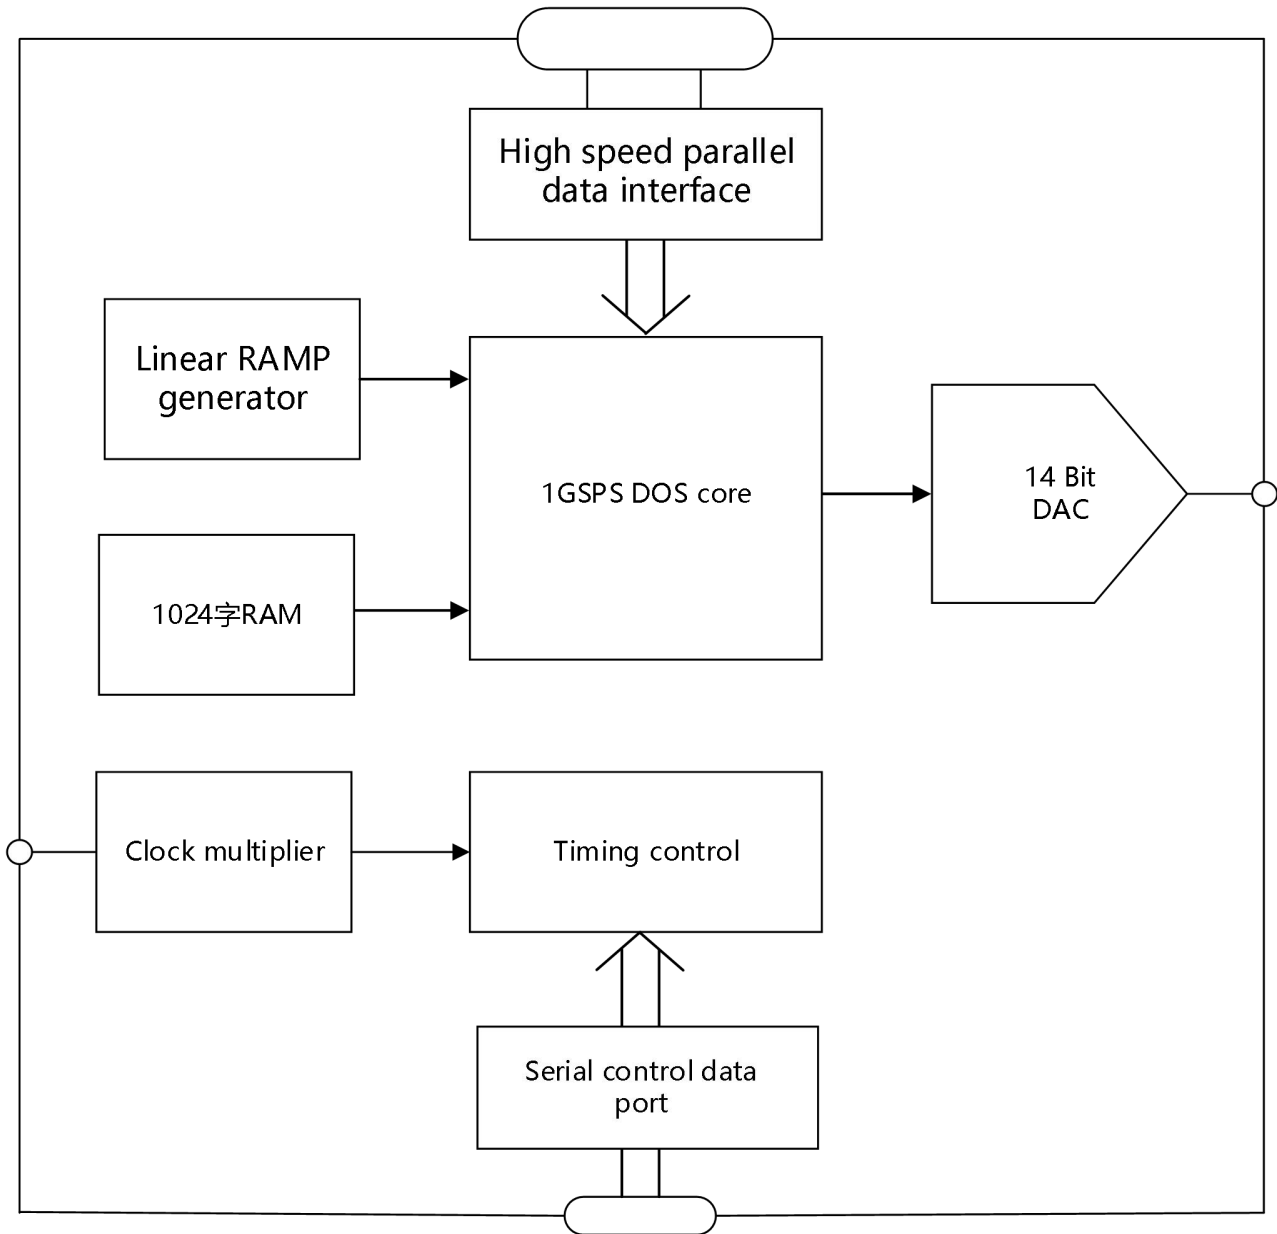 High speed parallel
data interface
Linear RAMP
generator
1GSPS DOS core
14 Bit
DAC
1024字RAM
Clock multiplier
Timing control
Serial control data
port